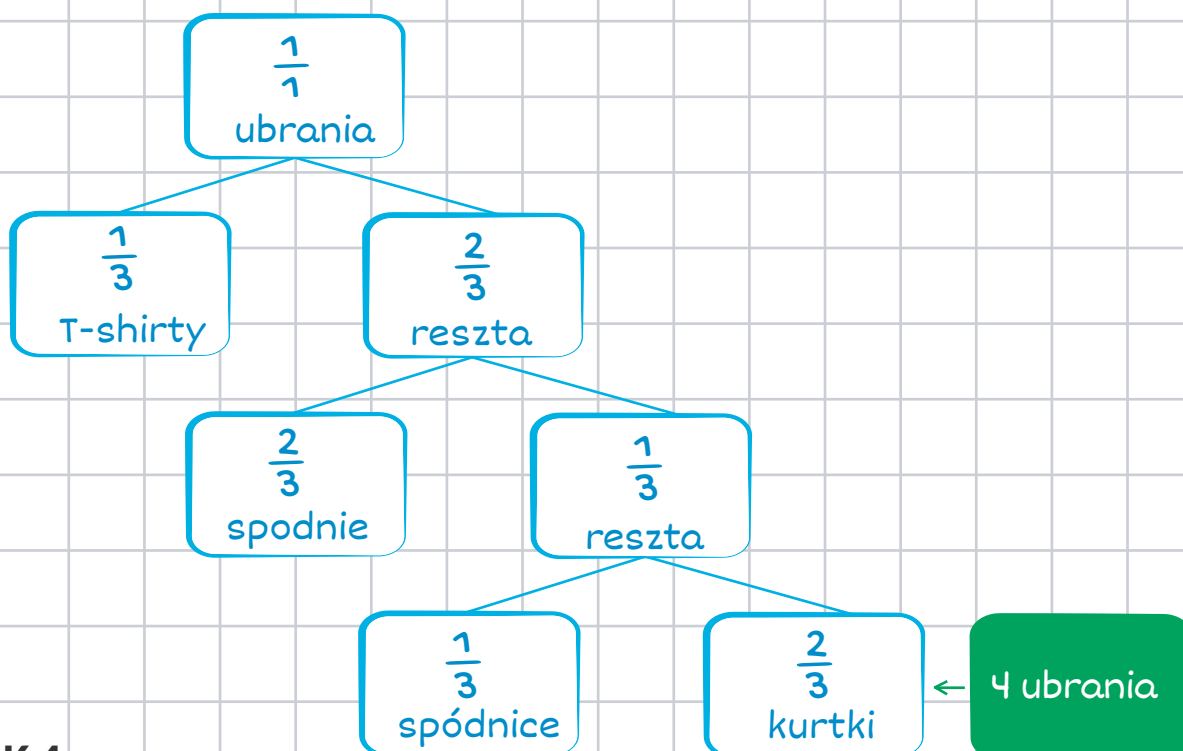 1
1
ubrania
1
3
T-shirty
2
3
reszta
2
3
spodnie
1
3
reszta
1
3
spódnice
2
3
kurtki
4 ubrania